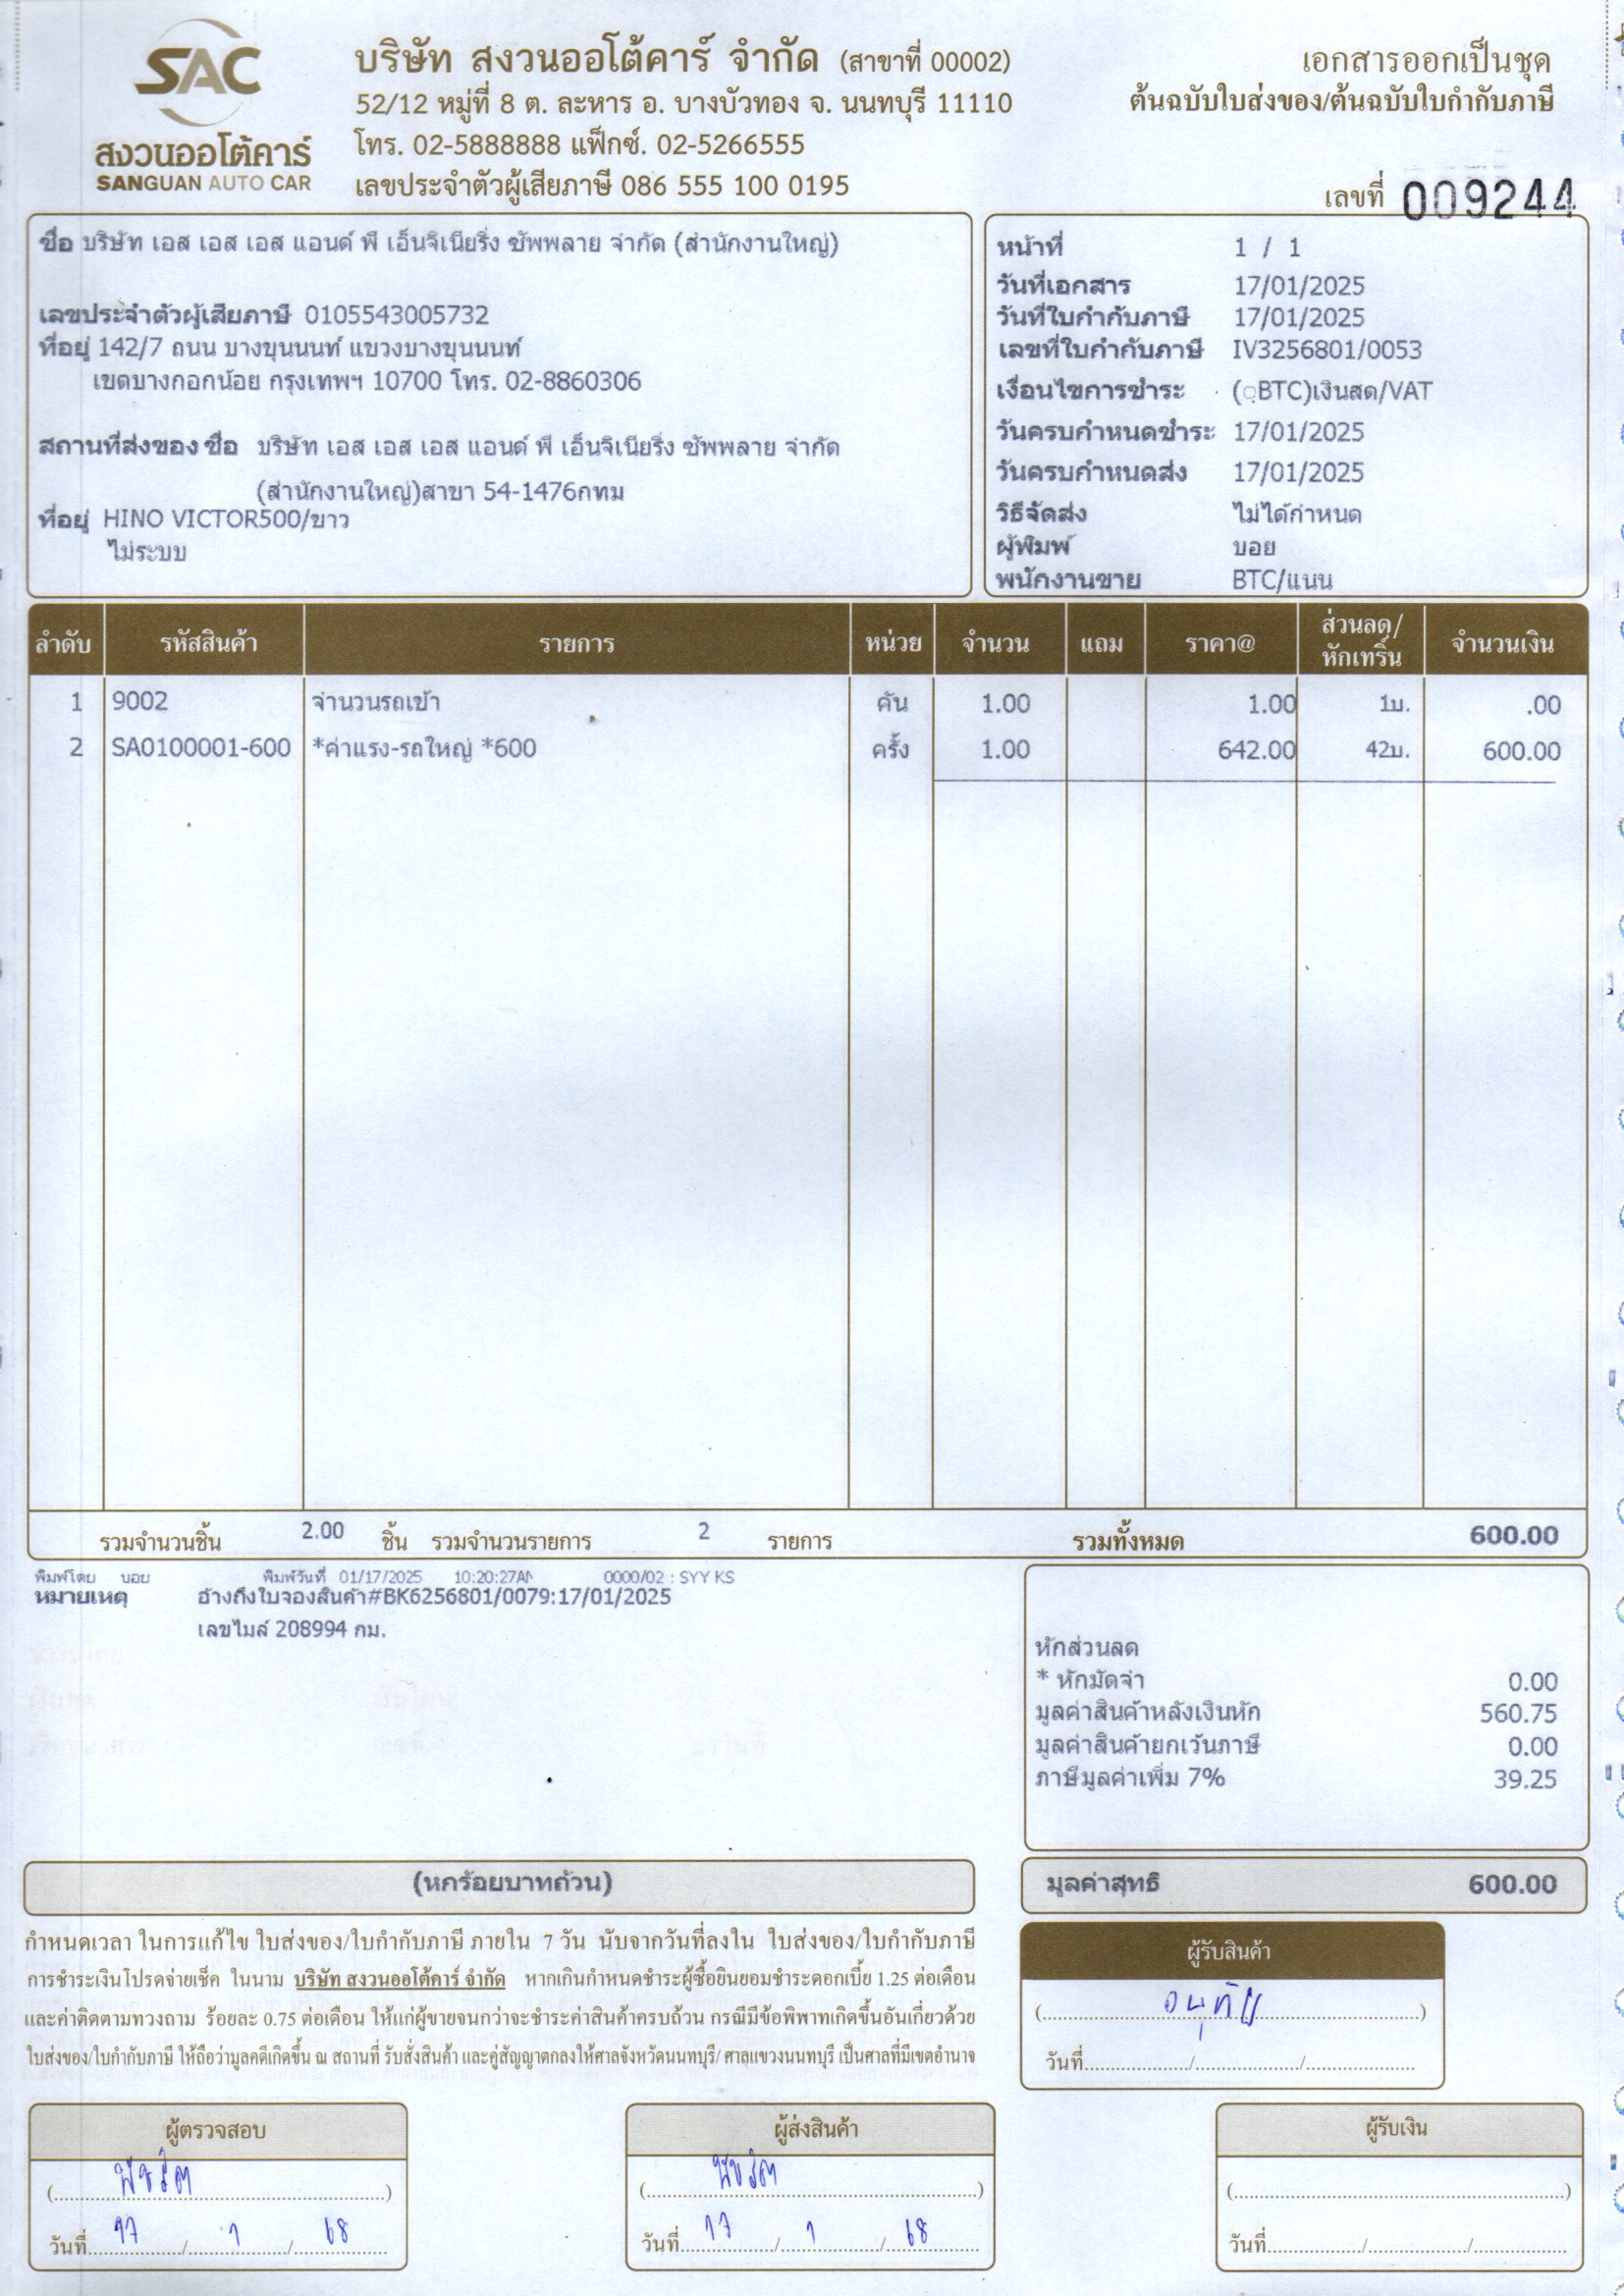 SAC
สงวนออโต้คาร์
SANGUAN AUTO CAR
บริษัท สงวนออโต้คาร์ จำกัด (สาขาที่ 00002)
52/12 หมู่ที่ 8 ต. ละหาร อ. บางบัวทอง จ. นนทบุรี 11110
โทร. 02-5888888 แฟ็กซ์. 02-5266555
เลขประจำตัวผู้เสียภาษี 086 555 100 0195
เอกสารออกเป็นชุด
ต้นฉบับใบส่งของ/ต้นฉบับใบกำกับภาษี
เลขที่ 009244
ชื่อ บริษัท เอส เอส เอส แอนด์ พี เอ็นจิเนียริ่ง ซัพพลาย จำกัด (สำนักงานใหญ่)
เลขประจำตัวผู้เสียภาษี 0105543005732
ที่อยู่ 142/7 ถนน บางขุนนนท์ แขวงบางขุนนนท์
เขตบางกอกน้อย กรุงเทพฯ 10700 โทร. 02-8860306
สถานที่ส่งของ ชื่อ บริษัท เอส เอส เอส แอนด์ พี เอ็นจิเนียริ่ง ซัพพลาย จำกัด
(สำนักงานใหญ่)สาขา 54-1476กทม
ที่อยู่ HINO VICTOR500/ขาว
ไม่ระบบ
หน้าที่ 1 / 1
วันที่เอกสาร 17/01/2025
วันที่ใบกำกับภาษี 17/01/2025
เลขที่ใบกำกับภาษี IV3256801/0053
เงื่อนไขการชำระ (ฺBTC)เงินสด/VAT
วันครบกำหนดชำระ 17/01/2025
วันครบกำหนดส่ง 17/01/2025
วิธีจัดส่ง ไม่ได้กำหนด
ผู้พิมพ์ บอย
พนักงานขาย BTC/แนน
ลำดับ รหัสสินค้า รายการ หน่วย จำนวน แถม ราคา@ ส่วนลด/หักเทริ์น จำนวนเงิน
1 9002 จำนวนรถเข้า คัน 1.00 1.00 1บ. .00
2 SA0100001-600 *ค่าแรง-รถใหญ่ *600 ครั้ง 1.00 642.00 42บ. 600.00
รวมจำนวนชิ้น 2.00 ชิ้น รวมจำนวนรายการ 2 รายการ รวมทั้งหมด 600.00
พิมพ์โดย บอย พิมพ์วันที่ 01/17/2025 10:20:27AM 0000/02 : SYY KS
หมายเหตุ อ้างถึงใบจองสินค้า#BK6256801/0079:17/01/2025
เลขไมล์ 208994 กม.
หักส่วนลด
* หักมัดจำ 0.00
มูลค่าสินค้าหลังเงินหัก 560.75
มูลค่าสินค้ายกเว้นภาษี 0.00
ภาษีมูลค่าเพิ่ม 7% 39.25
(หกร้อยบาทถ้วน)
มูลค่าสุทธิ 600.00
กำหนดเวลา ในการแก้ไข ใบส่งของ/ใบกำกับภาษี ภายใน 7 วัน นับจากวันที่ลงใน ใบส่งของ/ใบกำกับภาษี
การชำระเงินโปรดจ่ายเช็ค ในนาม บริษัท สงวนออโต้คาร์ จำกัด หากเกินกำหนดชำระผู้ซื้อยินยอมชำระดอกเบี้ย 1.25 ต่อเดือน
และค่าติดตามทวงถาม ร้อยละ 0.75 ต่อเดือน ให้แก่ผู้ขายจนกว่าจะชำระค่าสินค้าครบถ้วน กรณีมีข้อพิพาทเกิดขึ้นอันเกี่ยวด้วย
ใบส่งของ/ใบกำกับภาษี ให้ถือว่ามูลคดีเกิดขึ้น ณ สถานที่ รับสั่งสินค้า และคู่สัญญาตกลงให้ศาลจังหวัดนนทบุรี/ ศาลแขวงนนทบุรี เป็นศาลที่มีเขตอำนาจ
ผู้รับสินค้า
วันที่ / /
ผู้ตรวจสอบ
วันที่ 17 / 1 / 68
ผู้ส่งสินค้า
วันที่ 17 / 1 / 68
ผู้รับเงิน
วันที่ / /